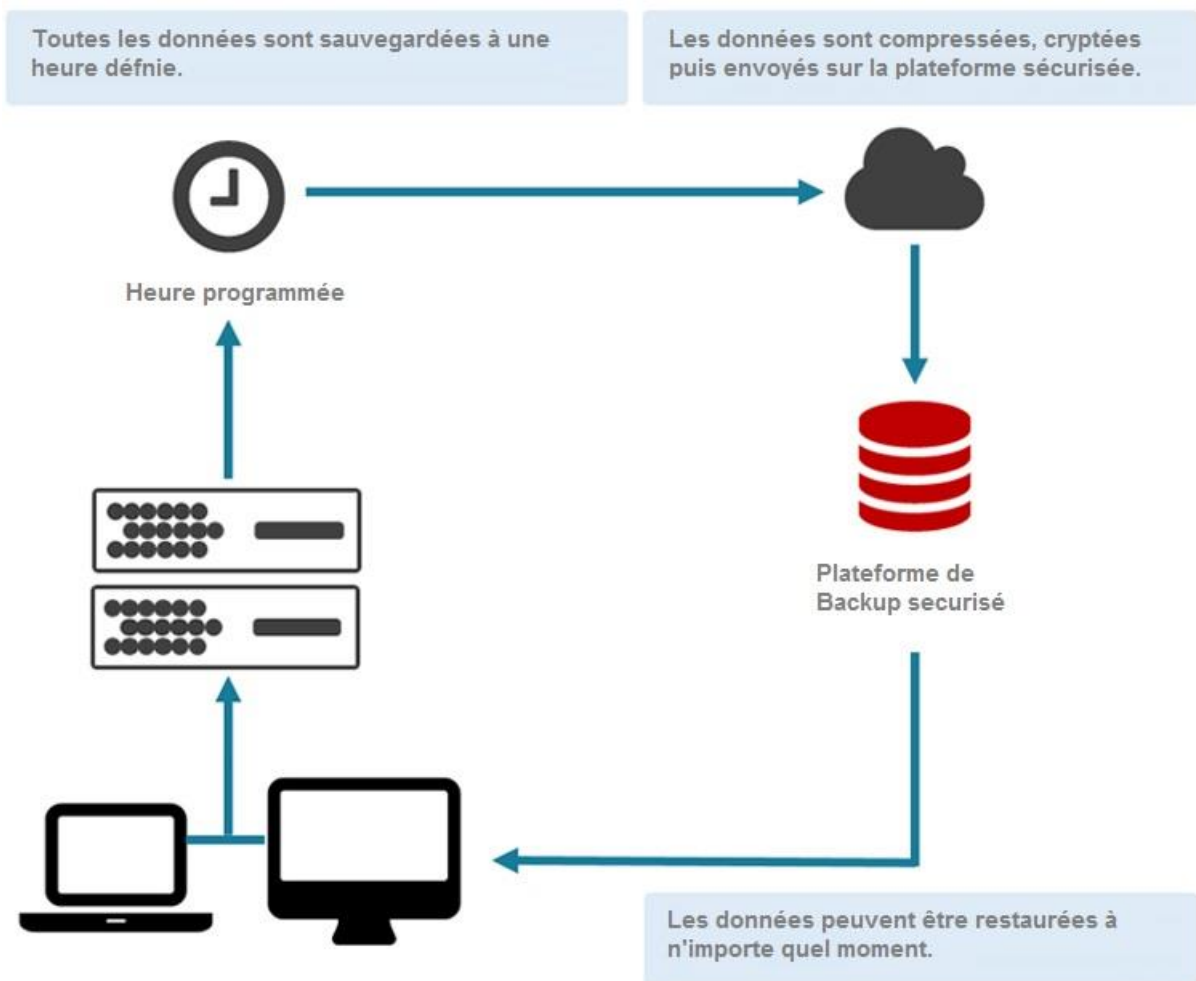 Toutes les données sont sauvegardées à une
heure défnie.
Les données sont compressées, cryptées
puis envoyés sur la plateforme sécurisée.
Heure programmée
Plateforme de
Backup securisé
Les données peuvent être restaurées à
n'importe quel moment.